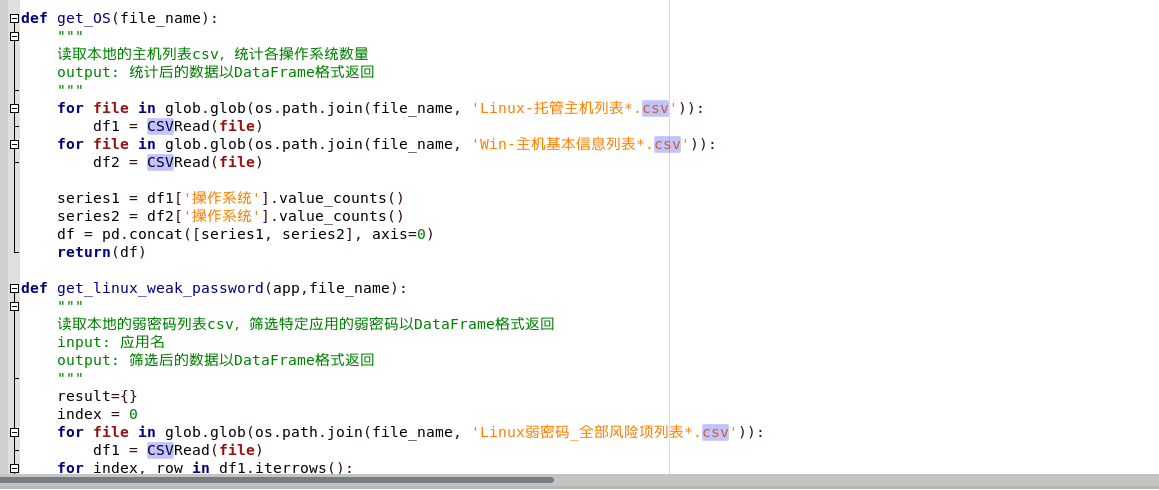 def get_OS(file_name):
    """
    读取本地的主机列表csv，统计各操作系统数量
    output: 统计后的数据以DataFrame格式返回
    """
    for file in glob.glob(os.path.join(file_name, 'Linux-托管主机列表*.csv')):
        df1 = CSVRead(file)
    for file in glob.glob(os.path.join(file_name, 'Win-主机基本信息列表*.csv')):
        df2 = CSVRead(file)
    series1 = df1['操作系统'].value_counts()
    series2 = df2['操作系统'].value_counts()
    df = pd.concat([series1, series2], axis=0)
    return(df)
def get_linux_weak_password(app,file_name):
    """
    读取本地的弱密码列表csv，筛选特定应用的弱密码以DataFrame格式返回
    input: 应用名
    output: 筛选后的数据以DataFrame格式返回
    """
    result={}
    index = 0
    for file in glob.glob(os.path.join(file_name, 'Linux弱密码_全部风险项列表*.csv')):
        df1 = CSVRead(file)
    for index, row in df1.iterrows():